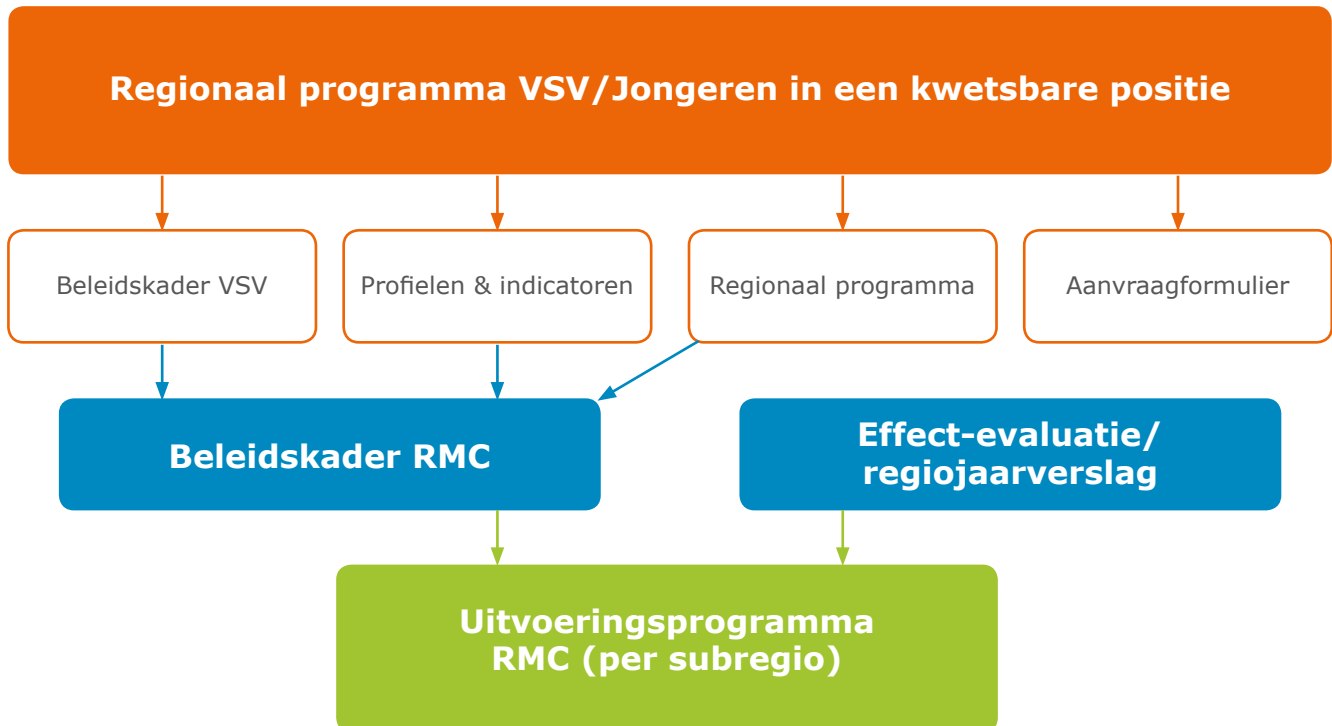 Regionaal programma VSV/Jongeren in een kwetsbare positie
Beleidskader VSV
Profielen & indicatoren
Regionaal programma
Aanvraagformulier
Beleidskader RMC
Effect-evaluatie/
regiojaarverslag
Uitvoeringsprogramma
RMC (per subregio)